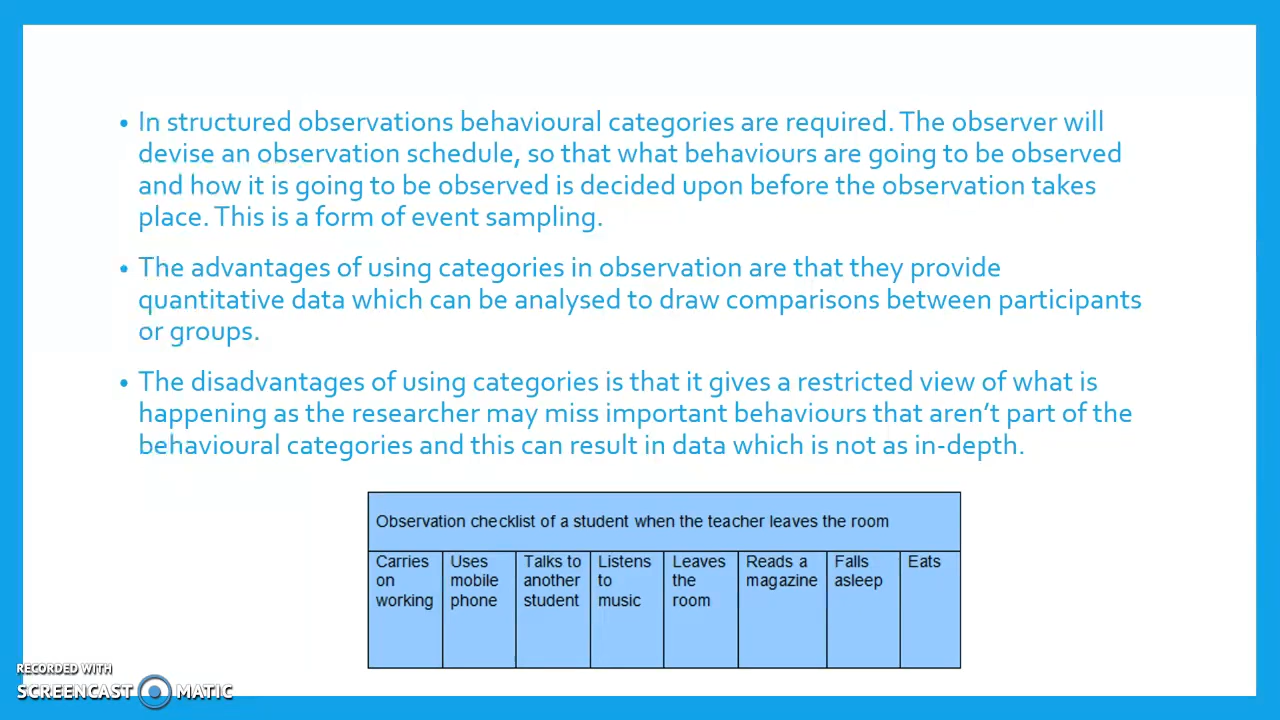 In structured observations behavioural categories are required. The observer will
devise an observation schedule, so that what behaviours are going to be observed
and how it is going to be observed is decided upon before the observation takes
place. This is a form of event sampling.
The advantages of using categories in observation are that they provide
quantitative data which can be analysed to draw comparisons between participants
or groups.
The disadvantages of using categories is that it gives a restricted view of what is
happening as the researcher may miss important behaviours that aren't part of the
behavioural categories and this can result in data which is not as in-depth.
Observation checklist of a student when the teacher leaves the room
Carries
on
working
Uses
mobile
phone
Talks to
another
student
Listens
to
music
Leaves
the
room
Reads a
magazine
Falls
asleep
Eats
RECORDED WITH
SCREENCAST MATIC